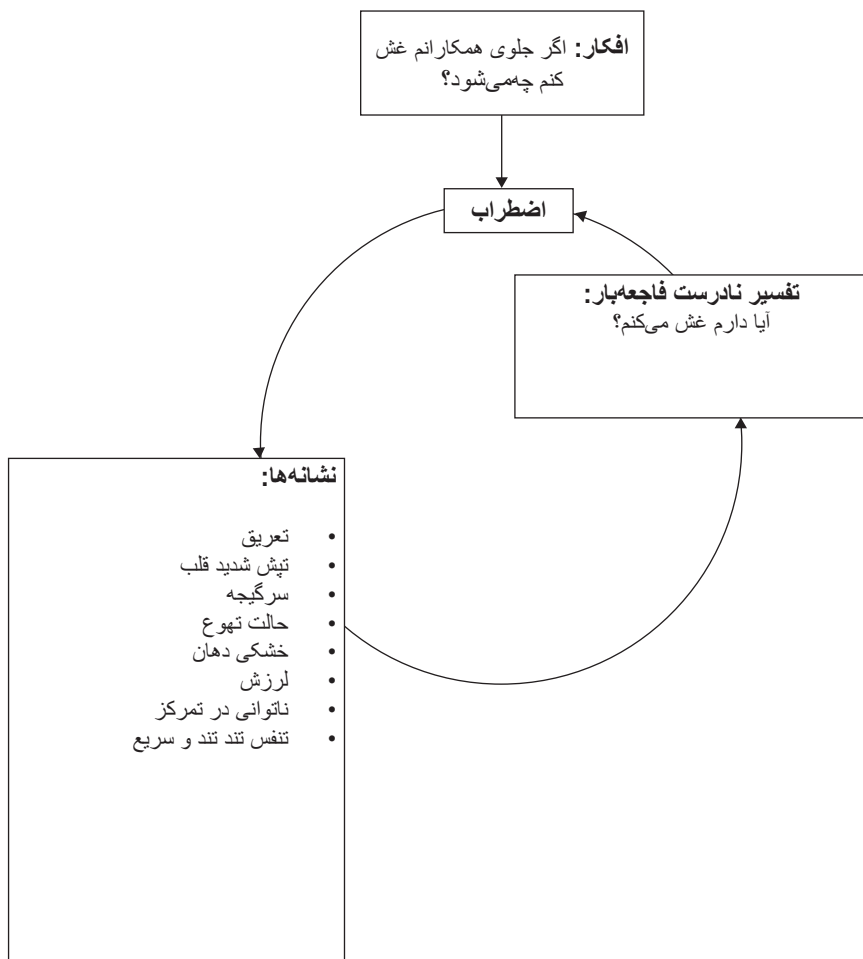 افکار: اگر جلوی همکارانم غش
کنم چه‌می‌شود؟
اضطراب
تفسیر نادرست فاجعه‌بار:
آیا دارم غش می‌کنم؟
نشانه‌ها:
• تعریق
• تپش شدید قلب
• سرگیجه
• حالت تهوع
• خشکی دهان
• لرزش
• ناتوانی در تمرکز
• تنفس تند تند و سریع